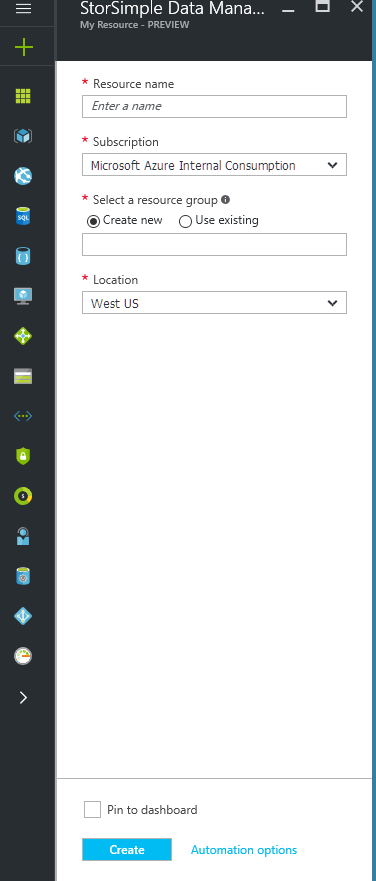 StorSimple Data Mana...
My Resource - PREVIEW
* Resource name
Enter a name
* Subscription
Microsoft Azure Internal Consumption
* Select a resource group
Create new Use existing
* Location
West US
Pin to dashboard
Create Automation options